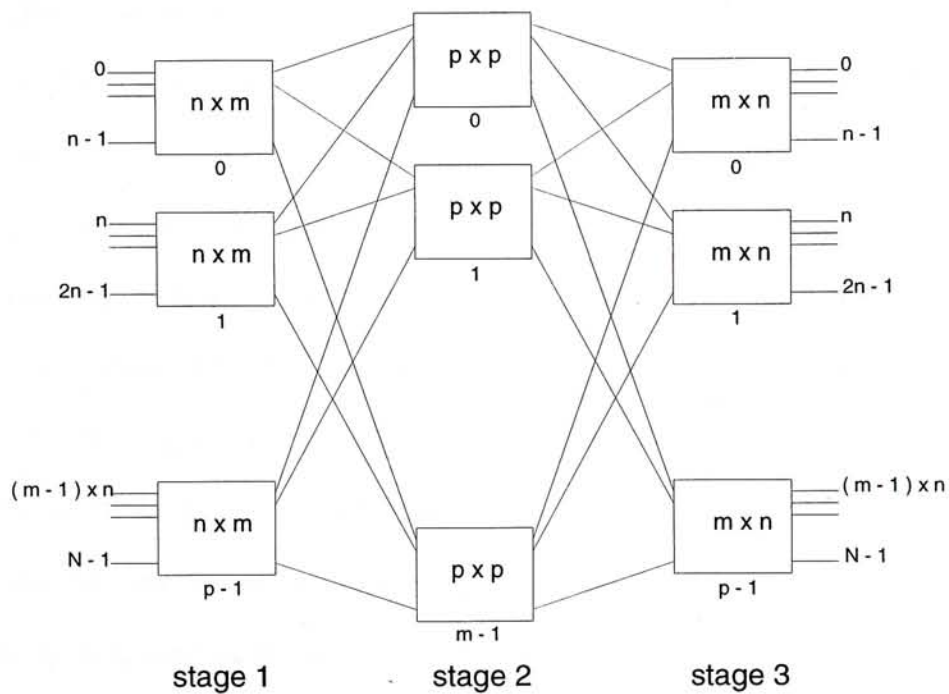 0
n x m
n - 1
0
n
n x m
2n - 1
1
( m - 1 ) x n
n x m
N - 1
p - 1
stage 1
p x p
0
p x p
1
p x p
m - 1
stage 2
0
m x n
n - 1
0
n
m x n
2n - 1
1
( m - 1 ) x n
m x n
N - 1
p - 1
stage 3